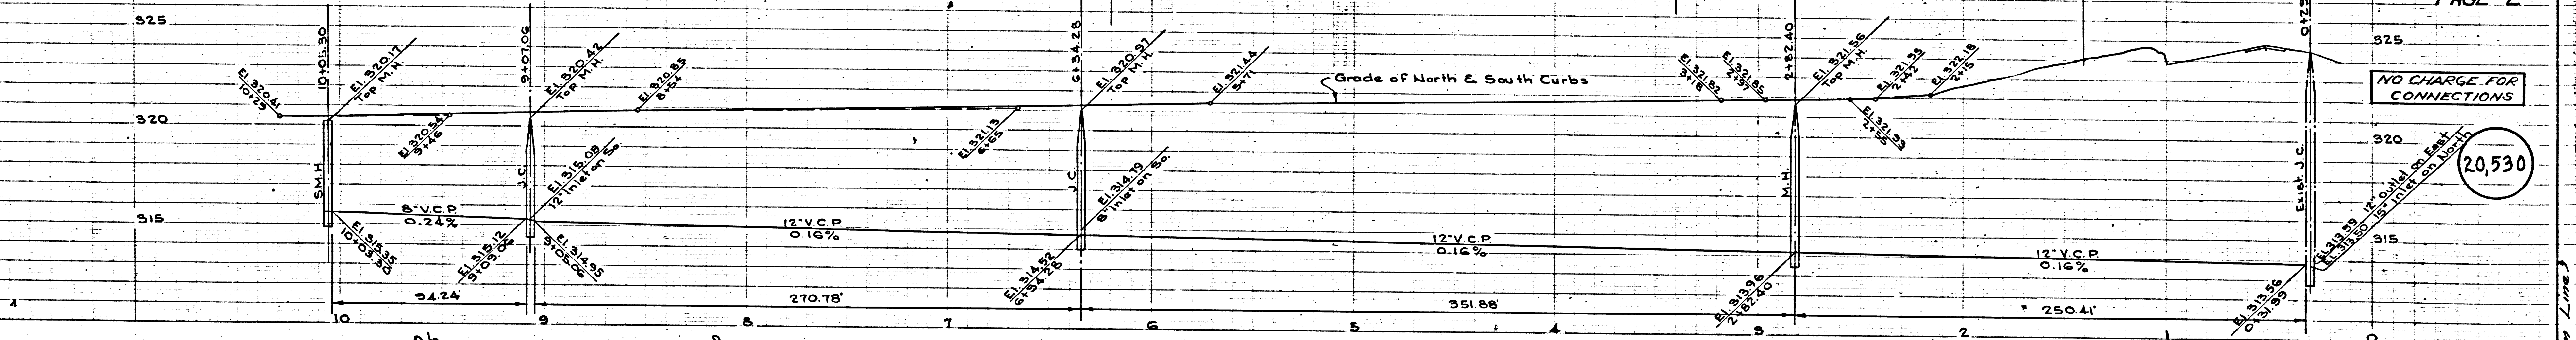 PAGE 2
325
10+05.30
El. 320.17
Top M.H.
9+07.06
El. 320.42
Top M.H.
El. 320.85
8+54
6+34.28
El. 320.97
Top M.H.
El. 321.44
5+71
Grade of North & South Curbs
El. 321.82
3+18
El. 321.85
2+97
2+82.40
El. 321.56
Top M.H.
El. 321.93
2+42
El. 322.18
2+15
325
NO CHARGE FOR
CONNECTIONS
El. 320.41
10+29
320
El. 320.54
9+46
El. 321.13
6+65
El. 321.93
2+55
320
20,530
S.M.H.
J.C.
El. 315.08
12" Inlet on So.
J.C.
El. 314.79
8" Inlet on So.
M.H.
Exist. J.C.
El. 313.59 12" Outlet on East
El. 313.50 15" Inlet on North
315
8" V.C.P.
0.24%
12" V.C.P.
0.16%
12" V.C.P.
0.16%
12" V.C.P.
0.16%
315
El. 315.35
10+03.30
El. 315.12
9+09.06
El. 314.95
9+05.06
El. 314.52
6+34.28
El. 313.96
2+82.40
El. 313.56
0+31.99
94.24'
270.78'
351.88'
250.41'
10
9
8
7
6
5
4
3
2
1
0